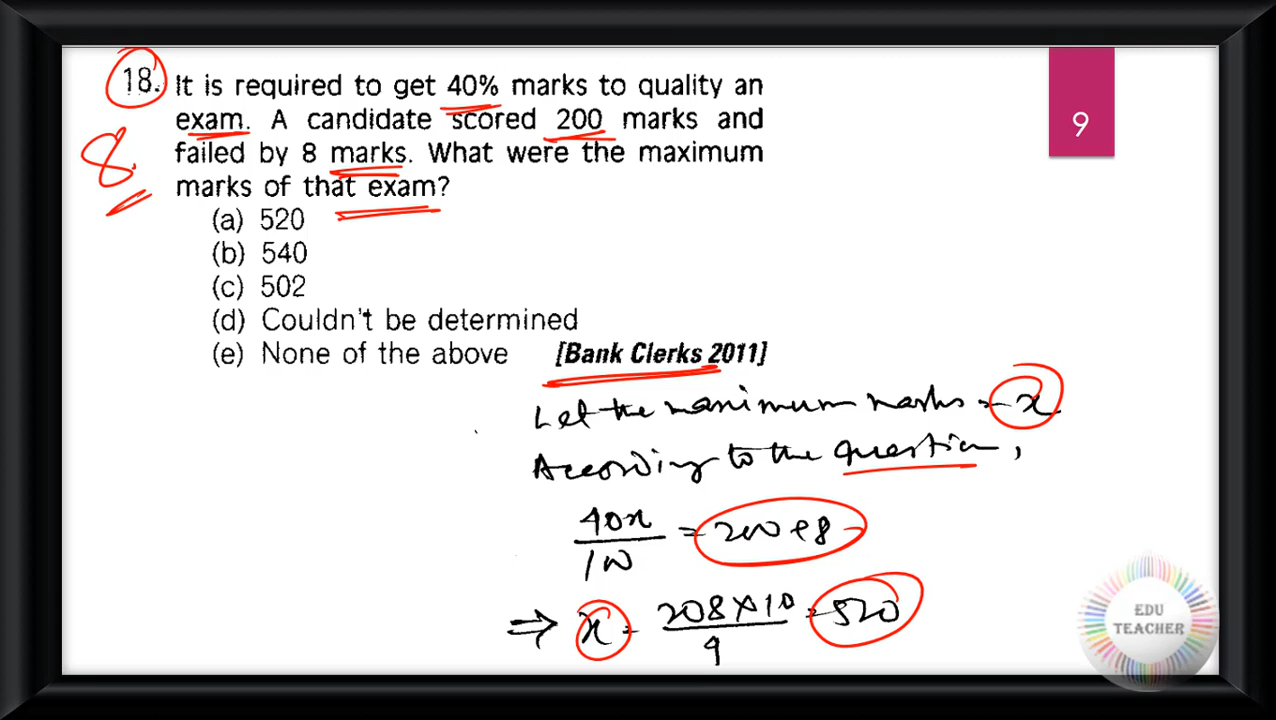 18. It is required to get 40% marks to quality an
exam. A candidate scored 200 marks and
failed by 8 marks. What were the maximum
marks of that exam?
8.
(a) 520
(b) 540
(c) 502
(d) Couldn't be determined
(e) None of the above [Bank Clerks 2011]
9
Let the maximum marks = x
According to the question,
40x/100 = 200+8
⇒ x = 208×10/4 = 520
EDU
TEACHER